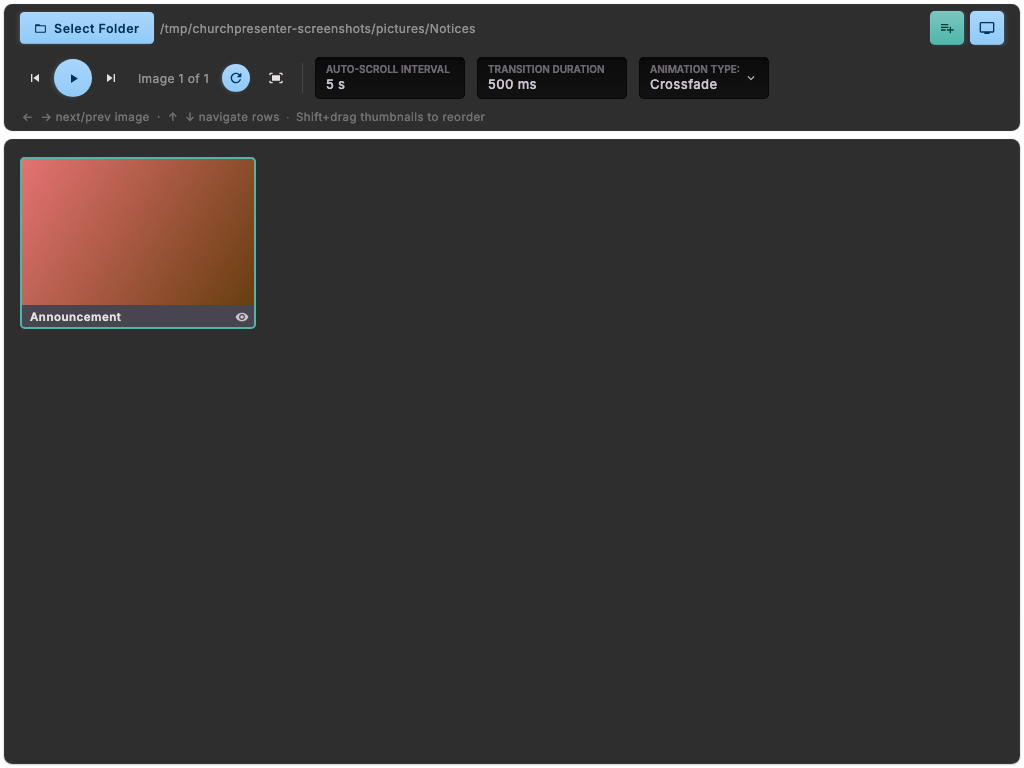 Select Folder /tmp/churchpresenter-screenshots/pictures/Notices
Image 1 of 1
AUTO-SCROLL INTERVAL
5 s
TRANSITION DURATION
500 ms
ANIMATION TYPE:
Crossfade
← → next/prev image · ↑ ↓ navigate rows · Shift+drag thumbnails to reorder
Announcement